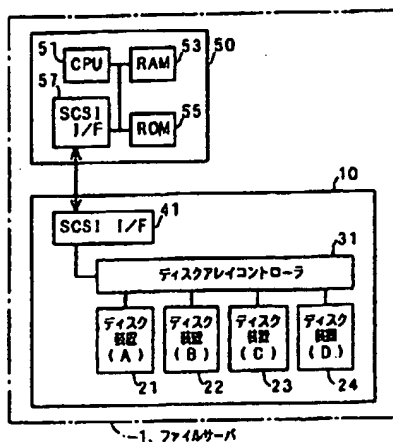 51
53
50
CPU
RAM
57
55
SCSI
I/F
ROM
10
SCSI I/F
41
31
ディスクアレイコントローラ
ディスク
装置
(A)
ディスク
装置
(B)
ディスク
装置
(C)
ディスク
装置
(D)
21
22
23
24
1、ファイルサーバ